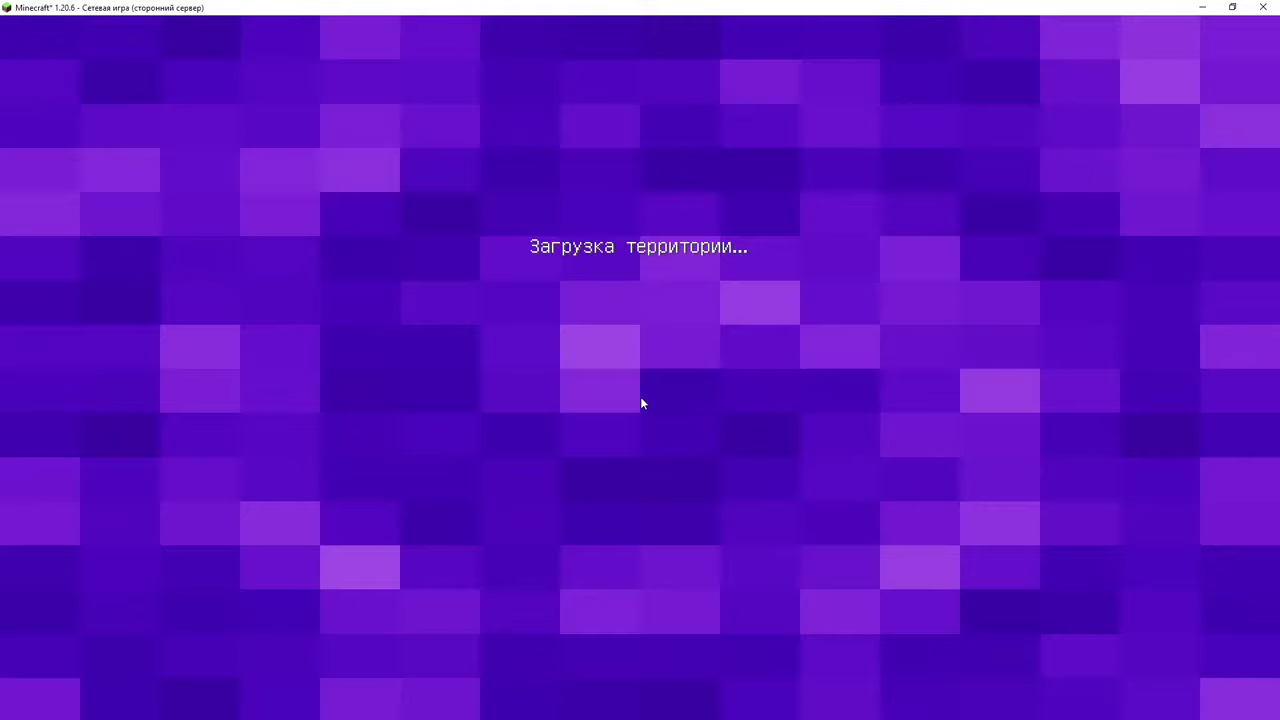 Minecraft* 1.20.6 - Сетевая игра (сторонний сервер)
Загрузка территории...